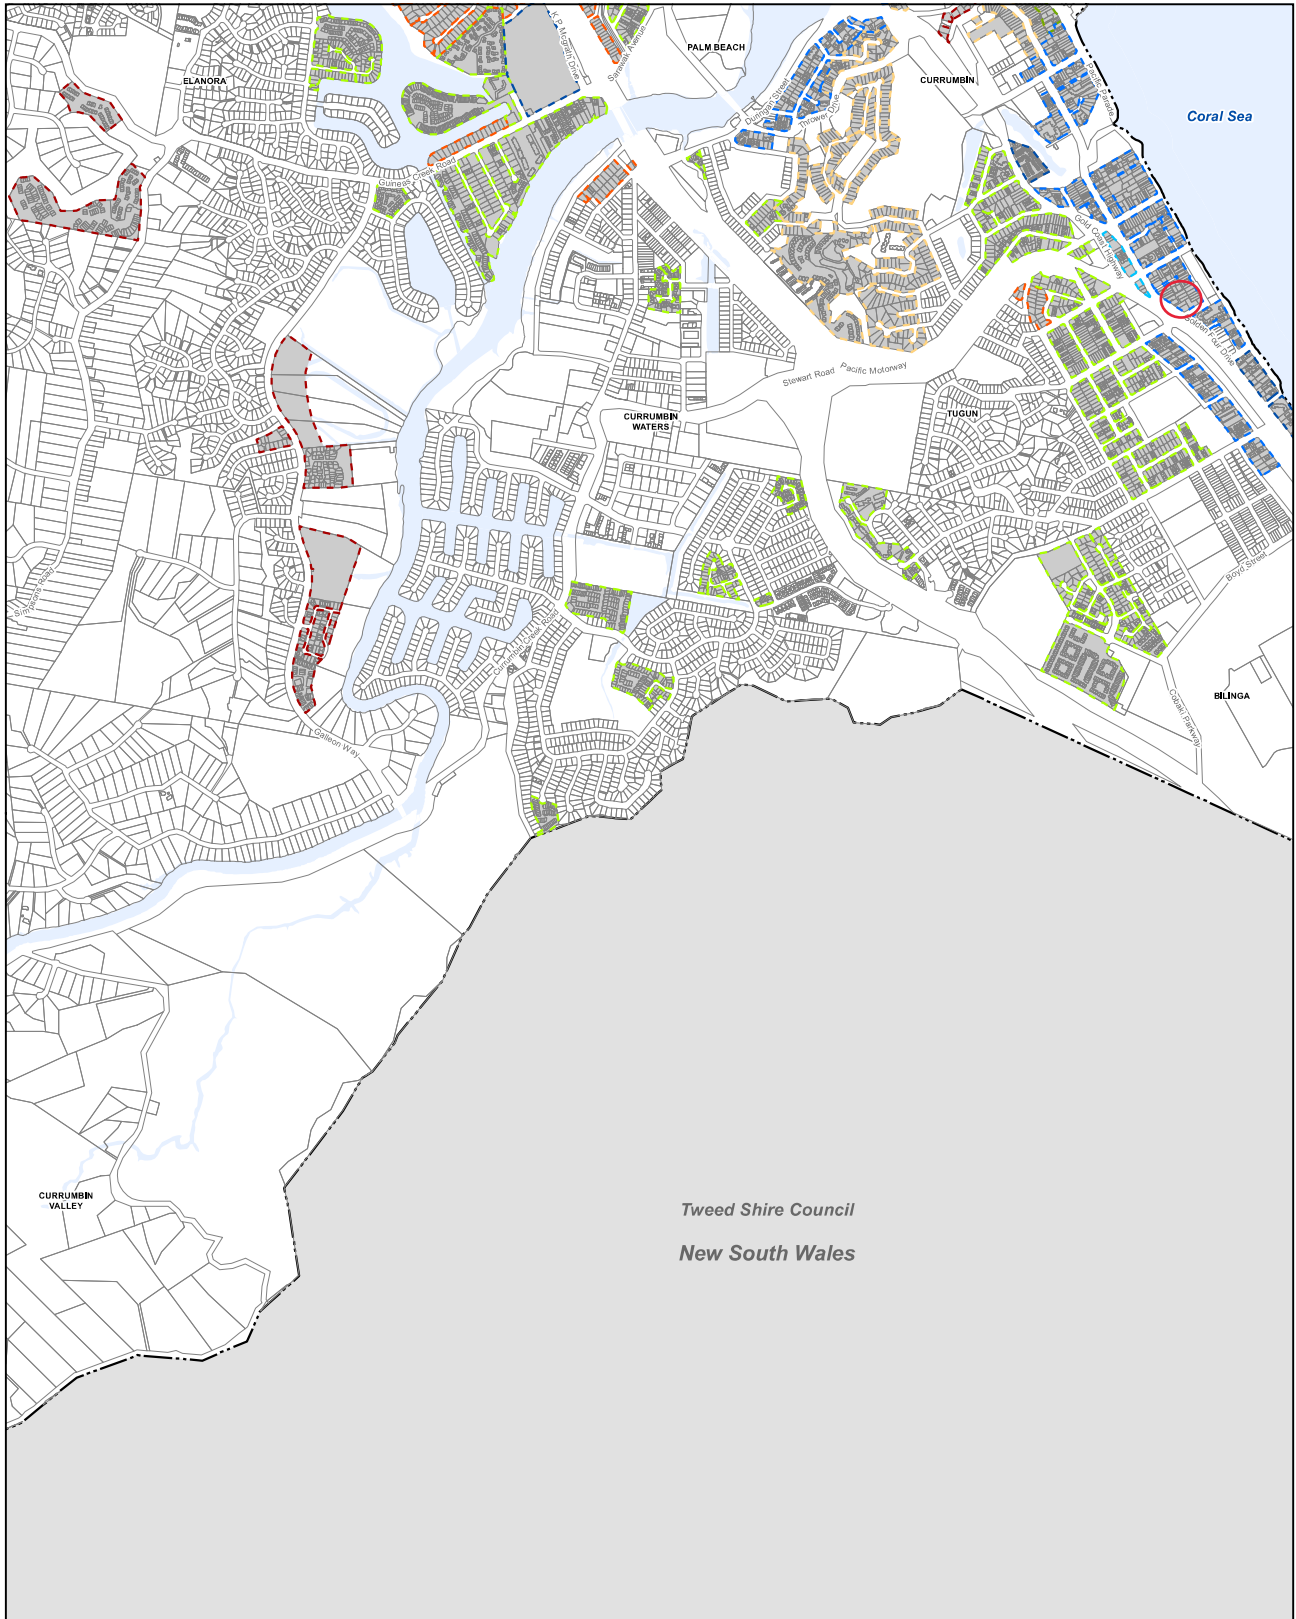 K P Mcgrath Drive
Sarawak Avenue
PALM BEACH
ELANORA
CURRUMBIN
Pacific Parade
Coral Sea
Duringan Street
Thrower Drive
Guineas Creek Road
Gold Coast Highway
Golden Four Drive
Stewart Road
Pacific Motorway
CURRUMBIN
WATERS
TUGUN
Simpsons Road
Boyd Street
Currumbin Creek Road
BILINGA
Cobaki Parkway
Galleon Way
CURRUMBIN
VALLEY
Tweed Shire Council
New South Wales